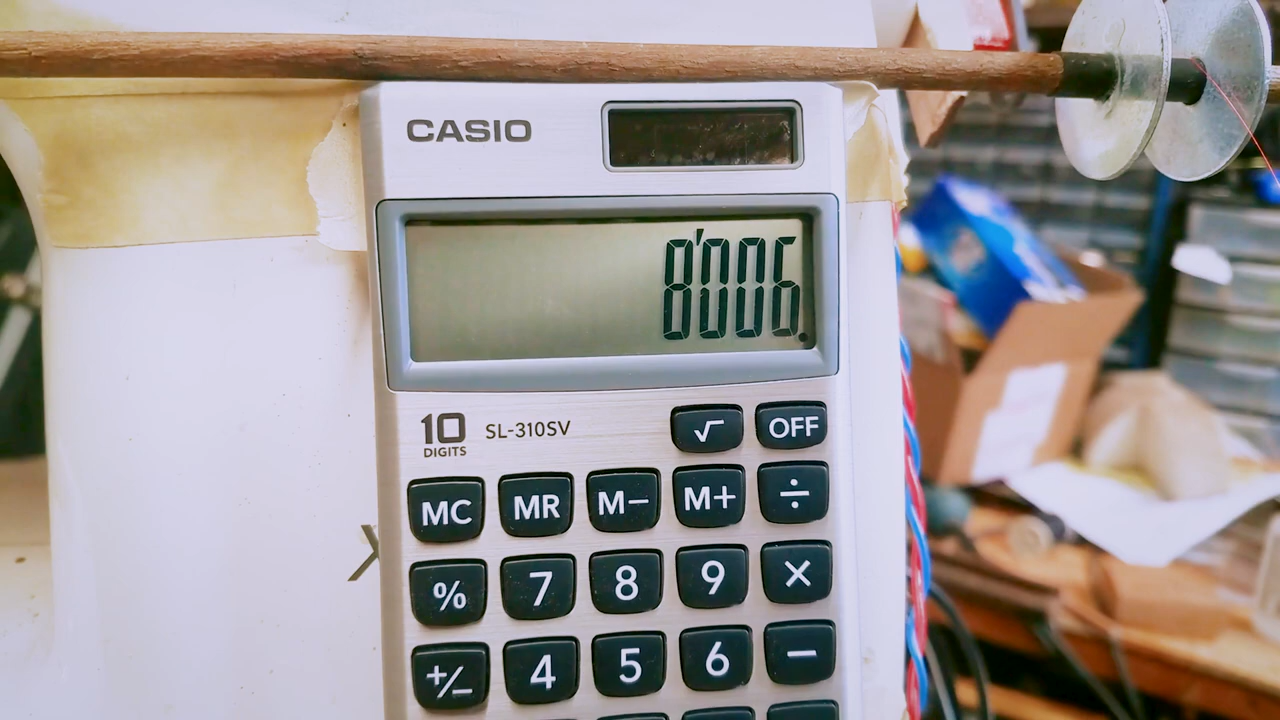 CASIO
8'006.
10
DIGITS
SL-310SV
√ OFF
MC MR M− M+ ÷
% 7 8 9 ×
+/− 4 5 6 −